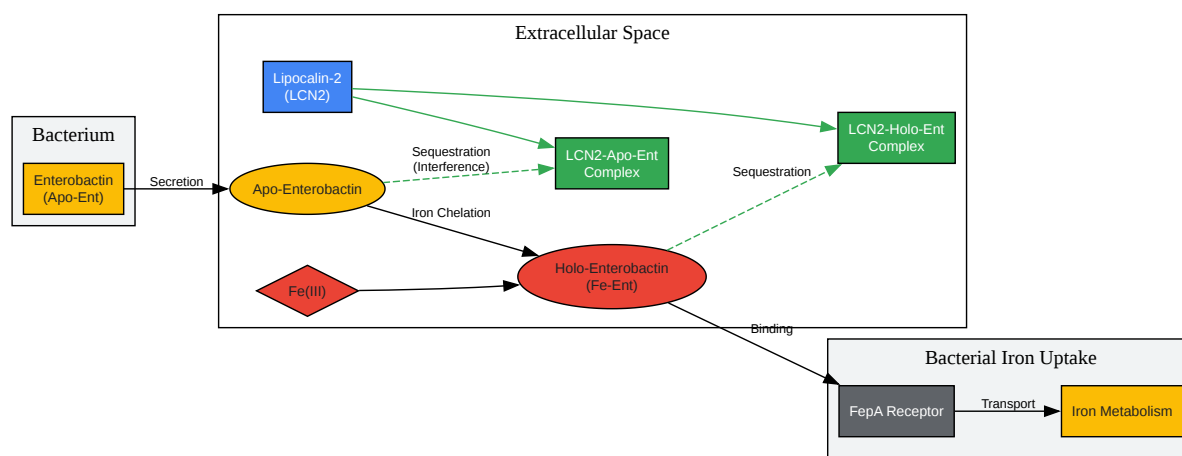 Extracellular Space
Lipocalin-2
(LCN2)
LCN2-Holo-Ent
Complex
Bacterium
Sequestration
(Interference)
LCN2-Apo-Ent
Complex
Sequestration
Enterobactin
(Apo-Ent)
Secretion
Apo-Enterobactin
Iron Chelation
Holo-Enterobactin
(Fe-Ent)
Fe(III)
Binding
Bacterial Iron Uptake
FepA Receptor
Transport
Iron Metabolism